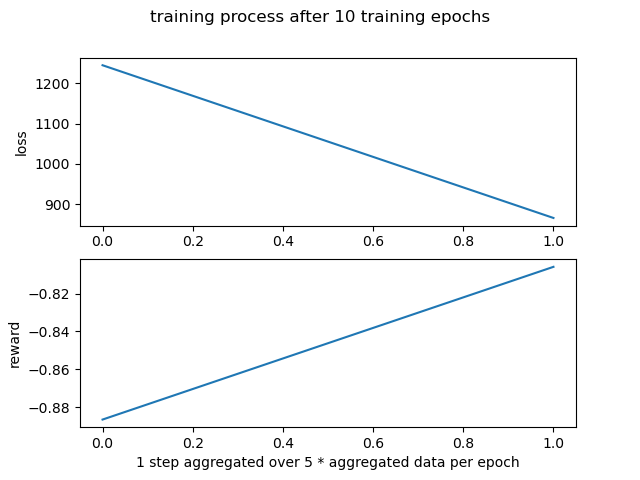 training process after 10 training epochs
1200
1100
1000
900
loss
0.0 0.2 0.4 0.6 0.8 1.0
−0.82
−0.84
−0.86
−0.88
reward
0.0 0.2 0.4 0.6 0.8 1.0
1 step aggregated over 5 * aggregated data per epoch